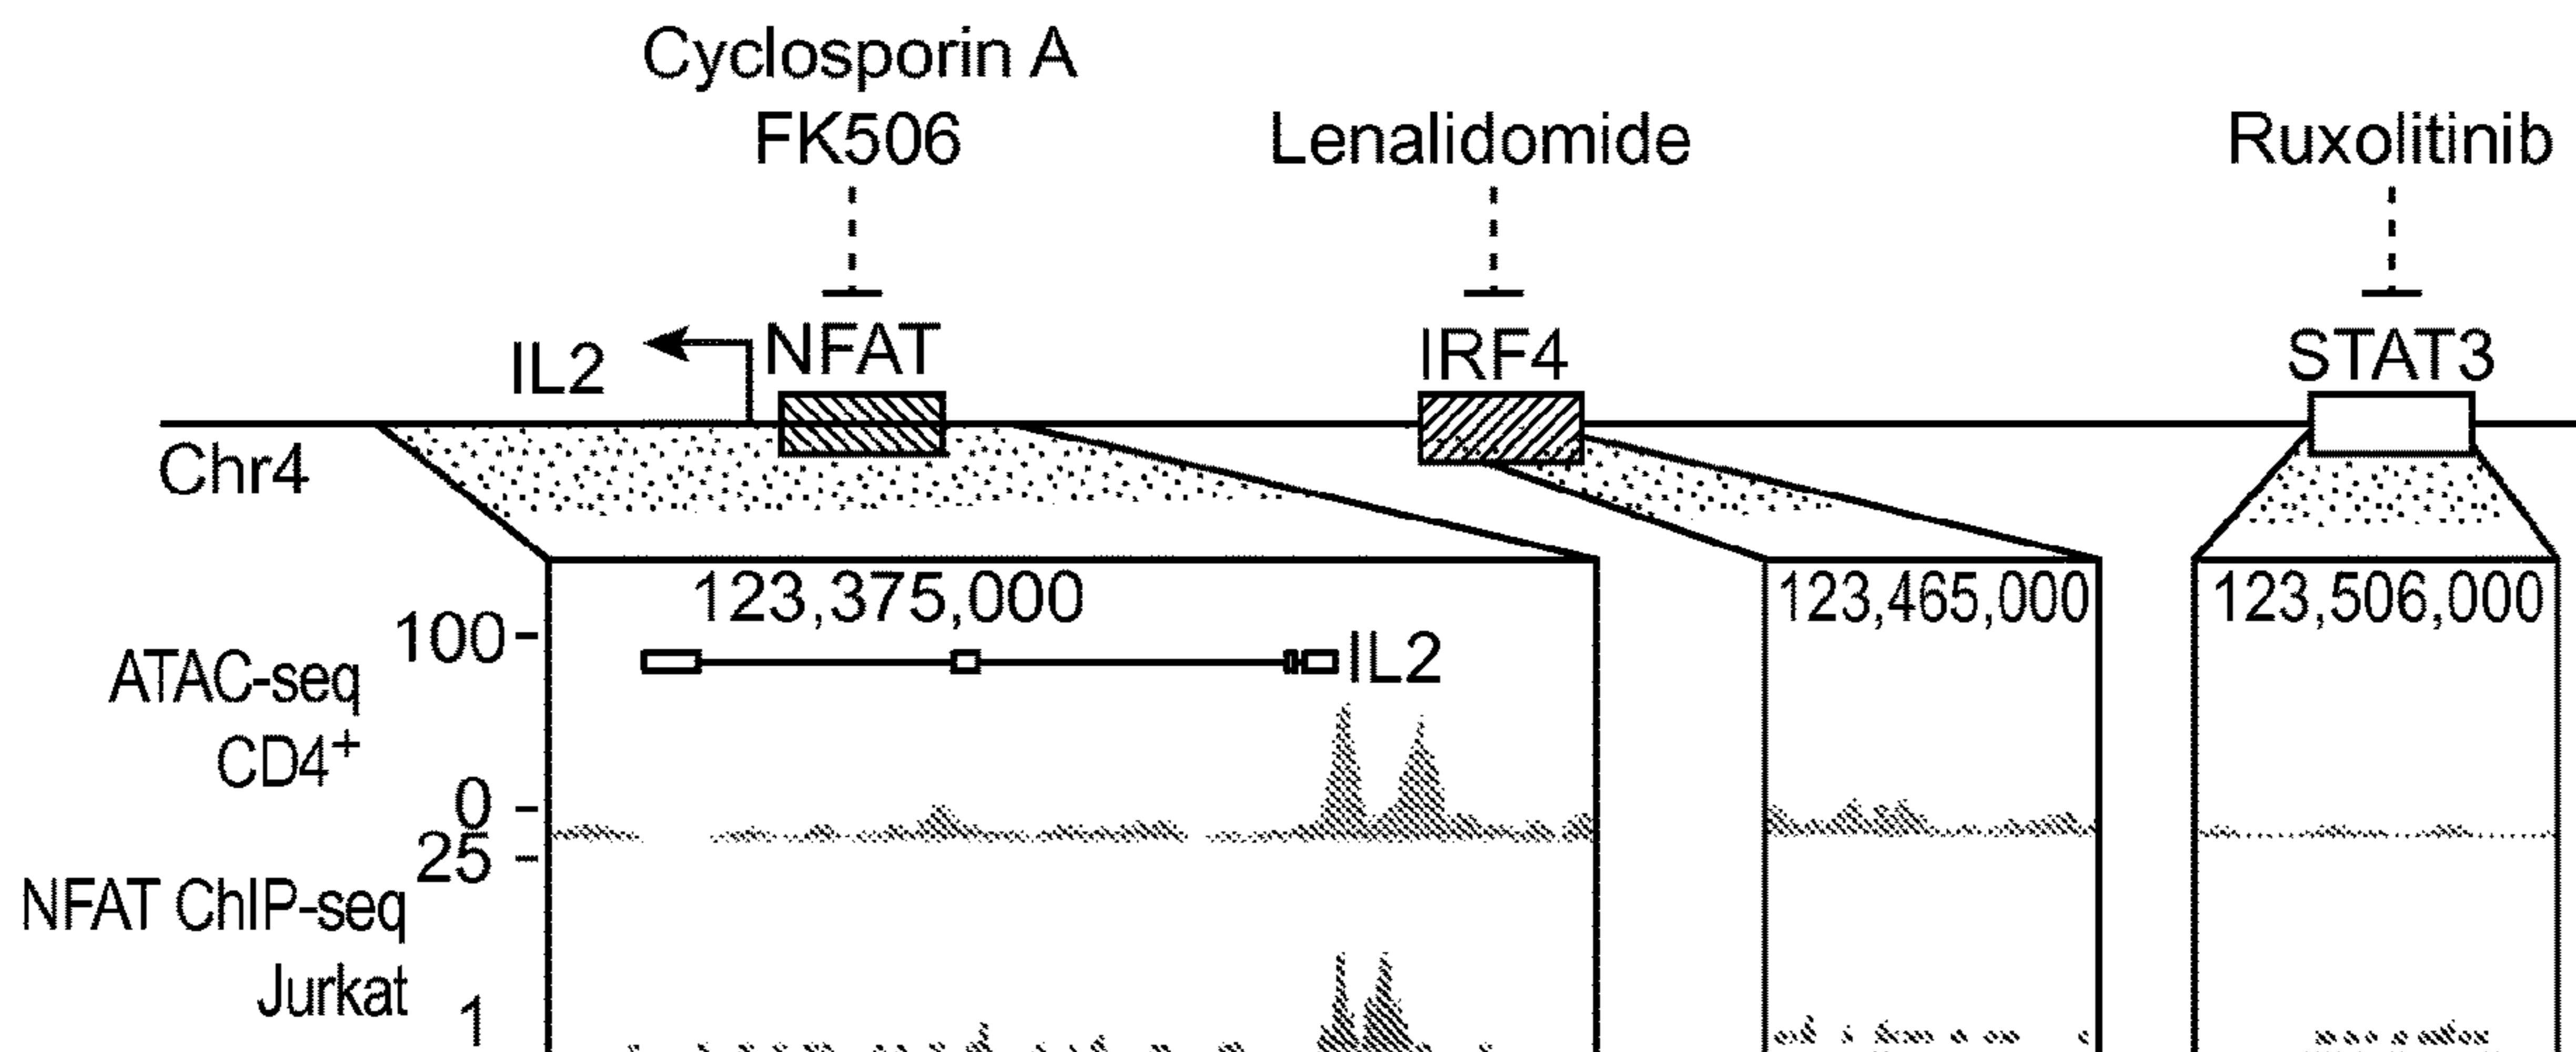 Cyclosporin A
FK506
Lenalidomide
Ruxolitinib
IL2
NFAT
IRF4
STAT3
Chr4
123,375,000
123,465,000
123,506,000
100
IL2
ATAC-seq
CD4+
0
25
NFAT ChIP-seq
Jurkat
1